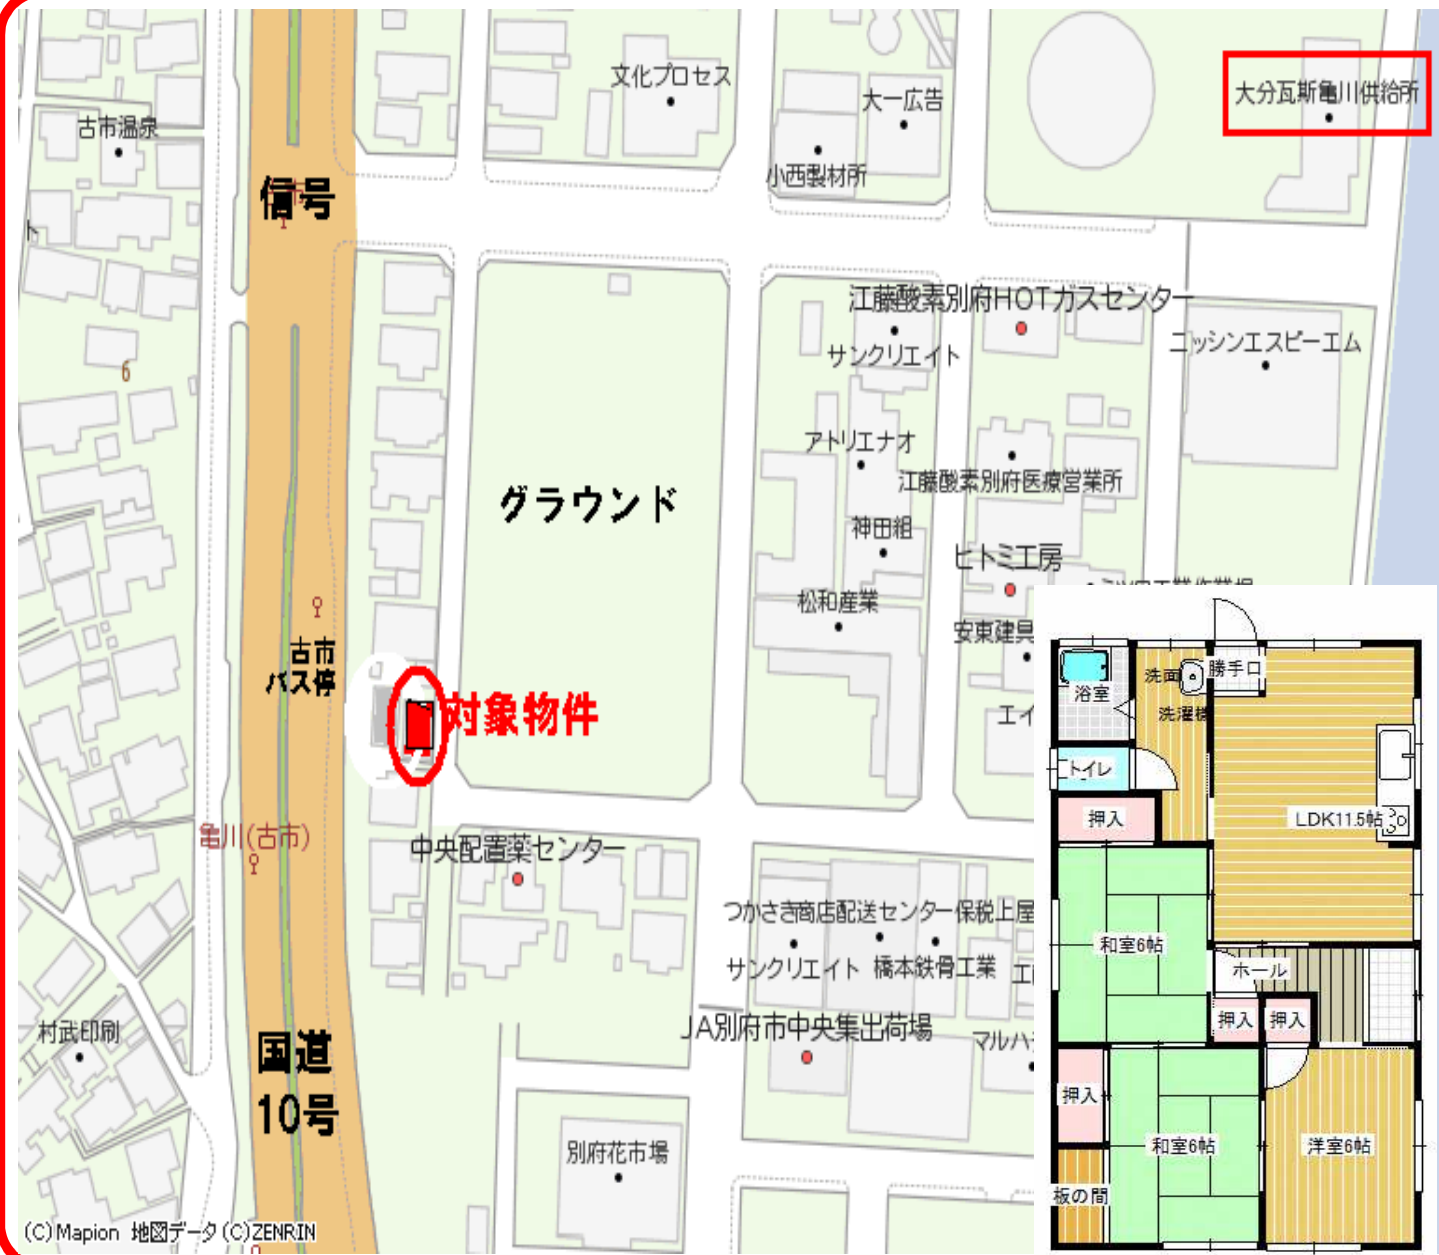 文化プロセス
大一広告
大分瓦斯亀川供給所
古市温泉
小西製材所
信号
江藤酸素別府HOTガスセンター
サンクリエイト
ニッシンエスピーエム
6
アトリエナオ
江藤酸素別府医療営業所
グラウンド
神田組
ヒトミ工房
松和産業
安東建具
古市
バス停
対象物件
エイ
亀川(古市)
中央配置薬センター
つかさき商店配送センター
保税上屋
サンクリエイト
橋本鉄骨工業
JA別府市中央集出荷場
マルハ
村武印刷
国道
10号
別府花市場
(C)Mapion 地図データ(C)ZENRIN
浴室
洗面
勝手口
洗濯機
トイレ
押入
LDK11.5帖
和室6帖
ホール
押入
押入
押入
和室6帖
洋室6帖
板の間